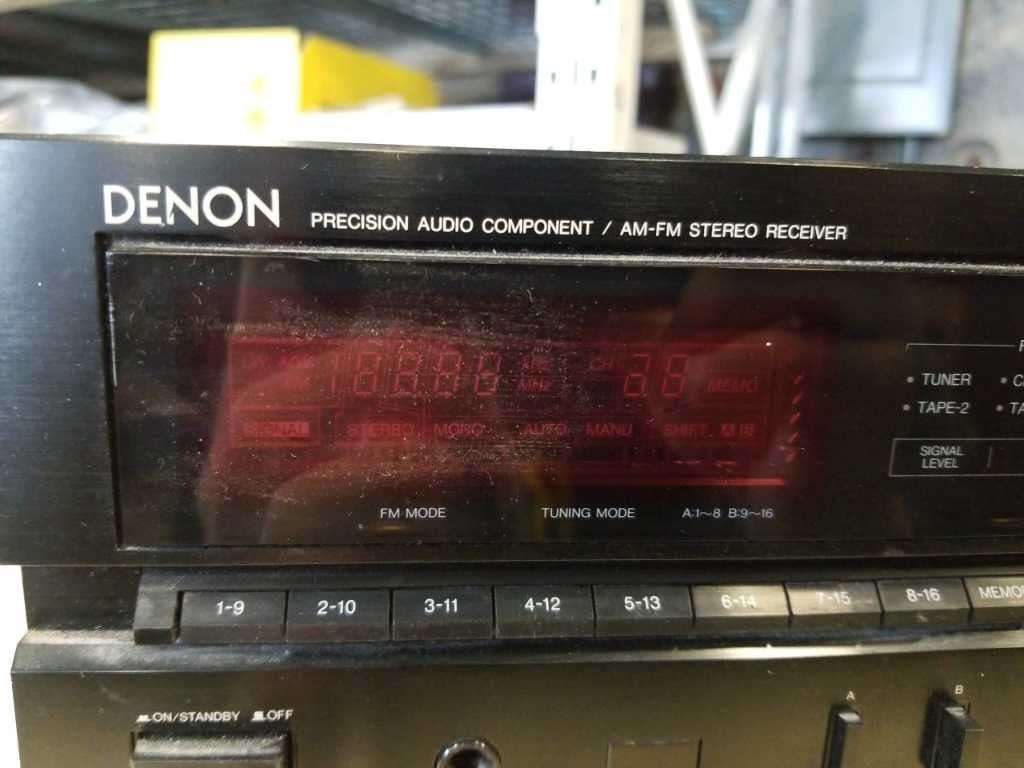 DENON PRECISION AUDIO COMPONENT / AM-FM STEREO RECEIVER
CH MEMO
TUNER
TAPE-2
SIGNAL STEREO MONO AUTO MANU SHIFT A B
SIGNAL
LEVEL
FM MODE TUNING MODE A:1~8 B:9~16
1-9 2-10 3-11 4-12 5-13 6-14 7-15 8-16
ON/STANDBY OFF A B